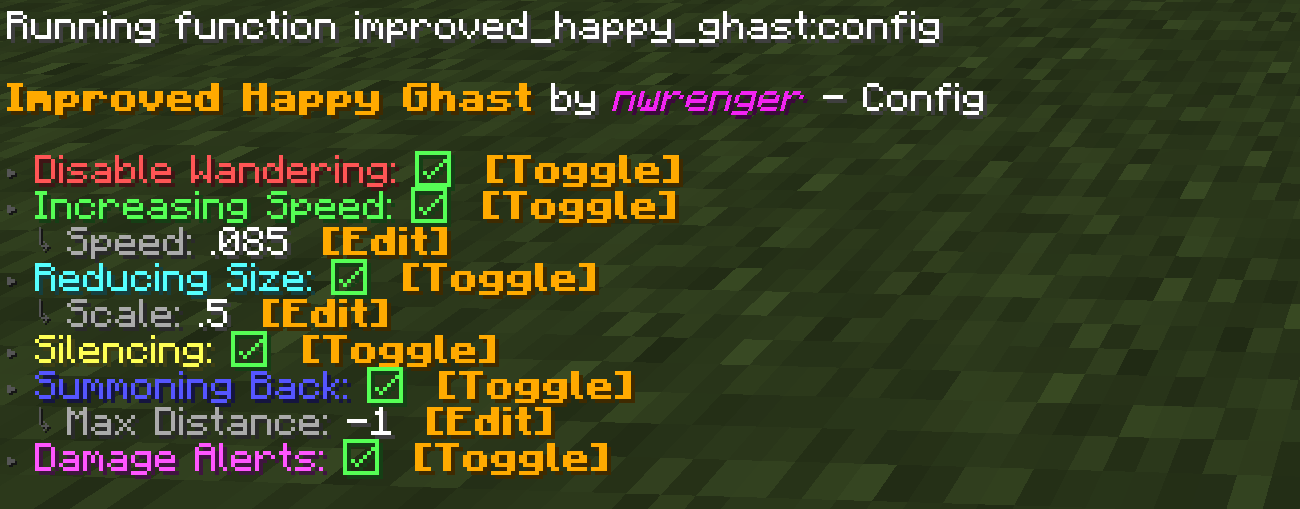 Running function improved_happy_ghast:config
Improved Happy Ghast by nwrenger - Config
▸ Disable Wandering: ☑ [Toggle]
▸ Increasing Speed: ☑ [Toggle]
↳ Speed: .085 [Edit]
▸ Reducing Size: ☑ [Toggle]
↳ Scale: .5 [Edit]
▸ Silencing: ☑ [Toggle]
▸ Summoning Back: ☑ [Toggle]
↳ Max Distance: -1 [Edit]
▸ Damage Alerts: ☑ [Toggle]